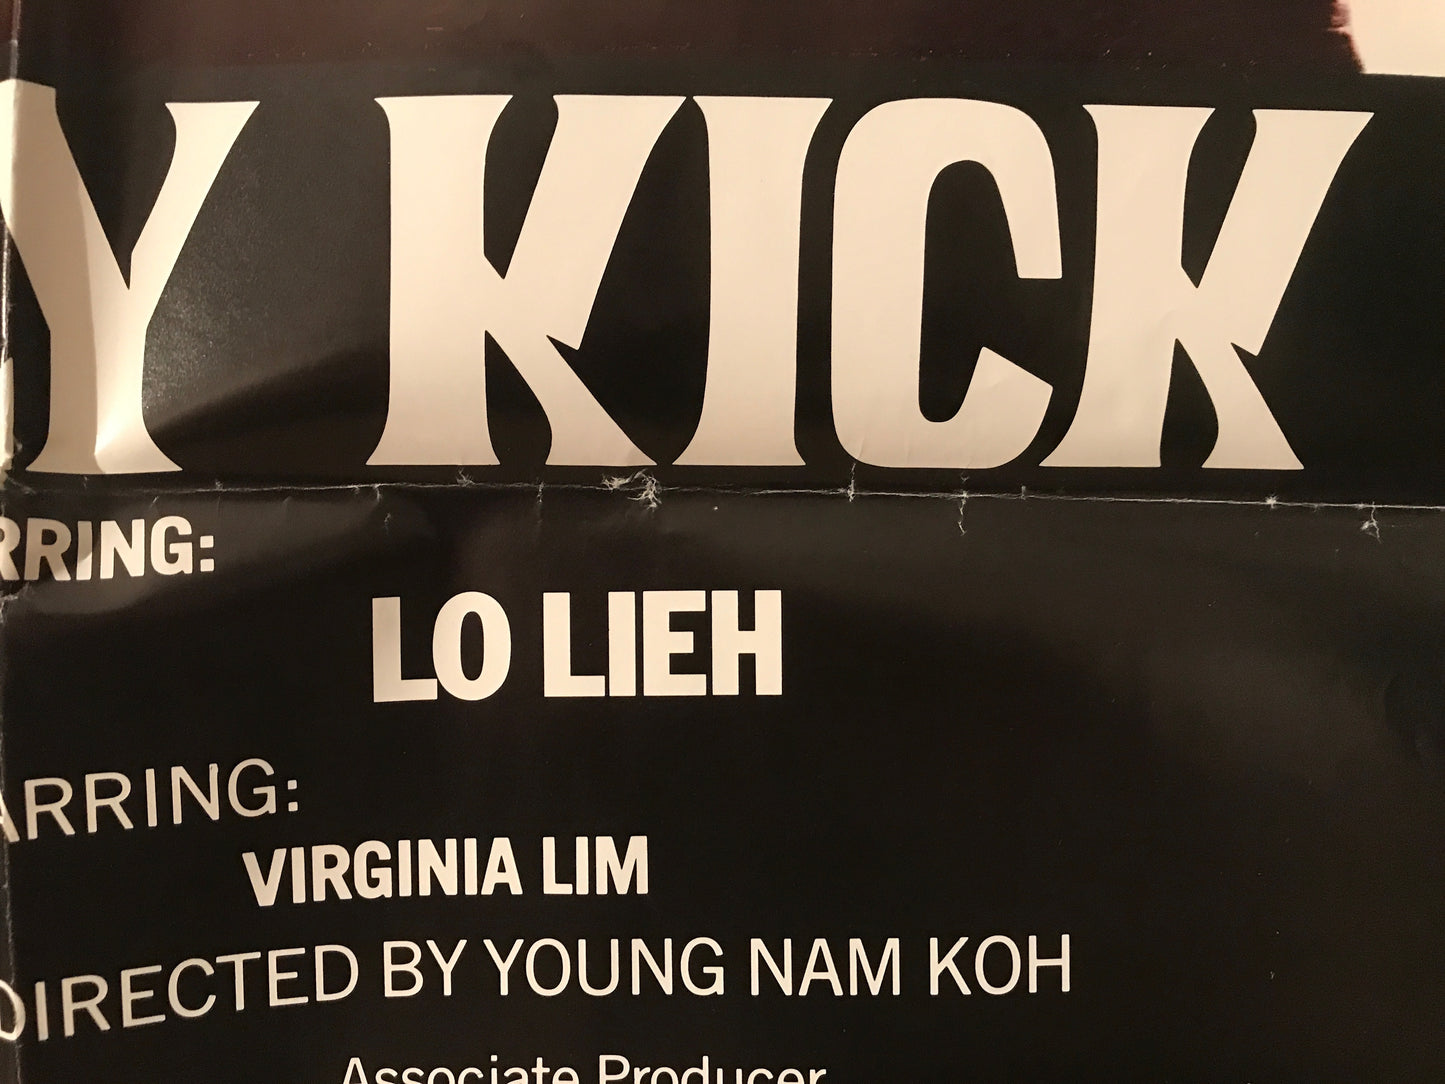 Y KICK
RRING:
LO LIEH
ARRING:
VIRGINIA LIM
DIRECTED BY YOUNG NAM KOH
Associate Producer